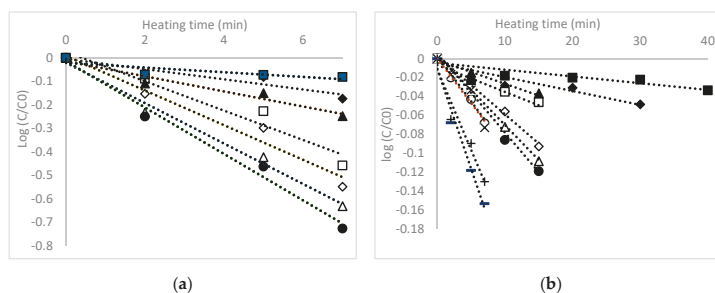 Heating time (min)
a
0 2 4 6
0
-0.1
-0.2
-0.3
-0.4
-0.5
-0.6
-0.7
-0.8
Log (C/C0)
(a)
Heating time (min)
b
0 10 20 30 40
0
-0.02
-0.04
-0.06
-0.08
-0.1
-0.12
-0.14
-0.16
-0.18
log (C/C0)
(b)